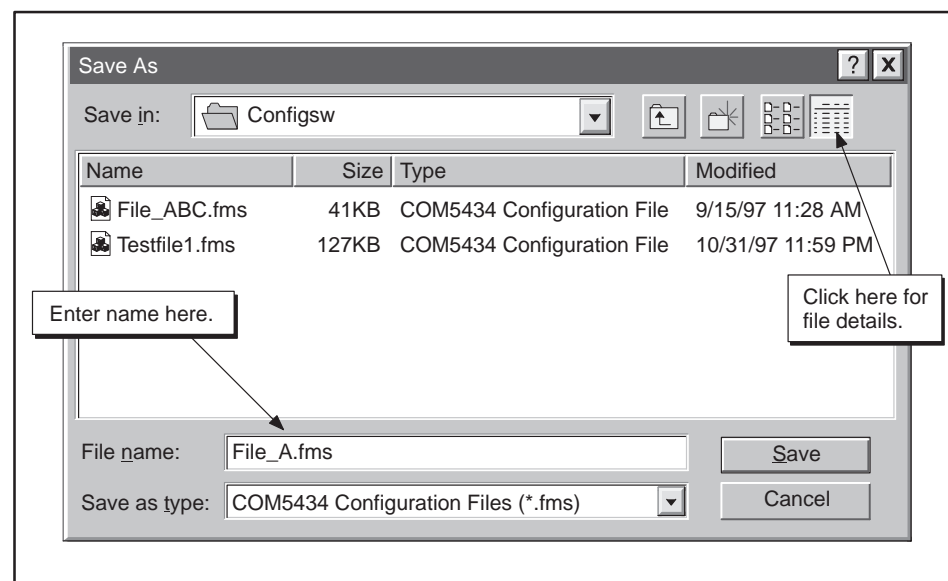 Save As
? X
Save in: Configsw
Name Size Type Modified
File_ABC.fms 41KB COM5434 Configuration File 9/15/97 11:28 AM
Testfile1.fms 127KB COM5434 Configuration File 10/31/97 11:59 PM
Click here for
file details.
Enter name here.
File name: File_A.fms
Save
Save as type: COM5434 Configuration Files (*.fms)
Cancel